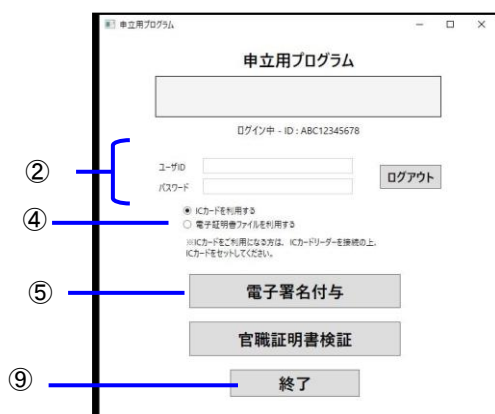 申立用プログラム
申立用プログラム
ログイン中 - ID : ABC12345678
②
ユーザID
パスワード
ログアウト
④
ICカードを利用する
電子証明書ファイルを利用する
※ICカードをご利用になる方は、ICカードリーダーを接続の上、
ICカードをセットしてください。
⑤
電子署名付与
官職証明書検証
⑨
終了